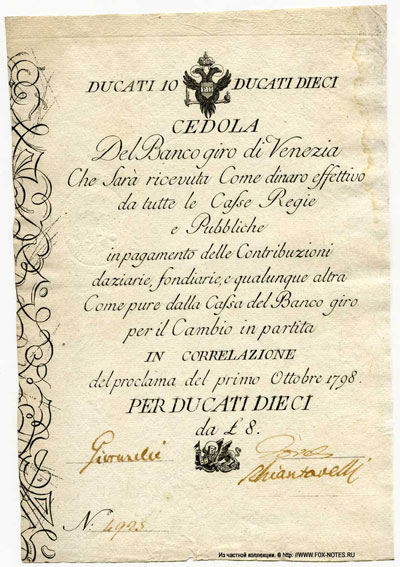 DUCATI 10 DUCATI DIECI
CEDOLA
Del Banco giro di Venezia
Che Sarà ricevuta Come dinaro effettivo
da tutte le Casse Regie
e Pubbliche
in pagamento delle Contribuzioni
daziarie, fondiarie, e qualunque altra
Come pure dalla Cassa del Banco giro
per il Cambio in partita
IN CORRELAZIONE
del proclama del primo Ottobre 1798.
PER DUCATI DIECI
da £ 8.
Giovanelli
N. 4925
Из частной коллекции. © http://WWW.FOX-NOTES.RU